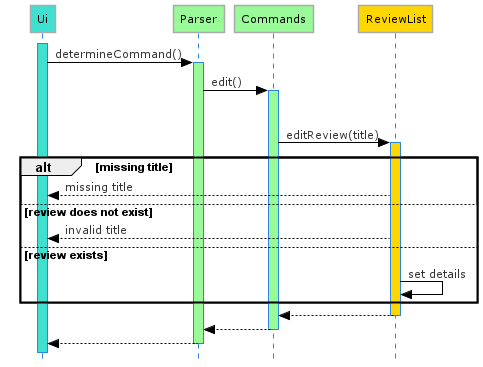 Ui
Parser
Commands
ReviewList
determineCommand()
edit()
editReview(title)
alt
[missing title]
missing title
[review does not exist]
invalid title
[review exists]
set details